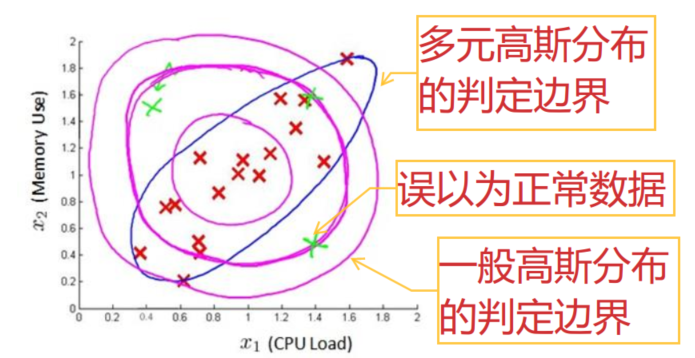 多元高斯分布
的判定边界
误以为正常数据
一般高斯分布
的判定边界
x₂ (Memory Use)
2
1.8
1.6
1.4
1.2
1
0.8
0.6
0.4
0.2
0
0 0.2 0.4 0.6 0.8 1 1.2 1.4 1.6 1.8 2
x₁ (CPU Load)